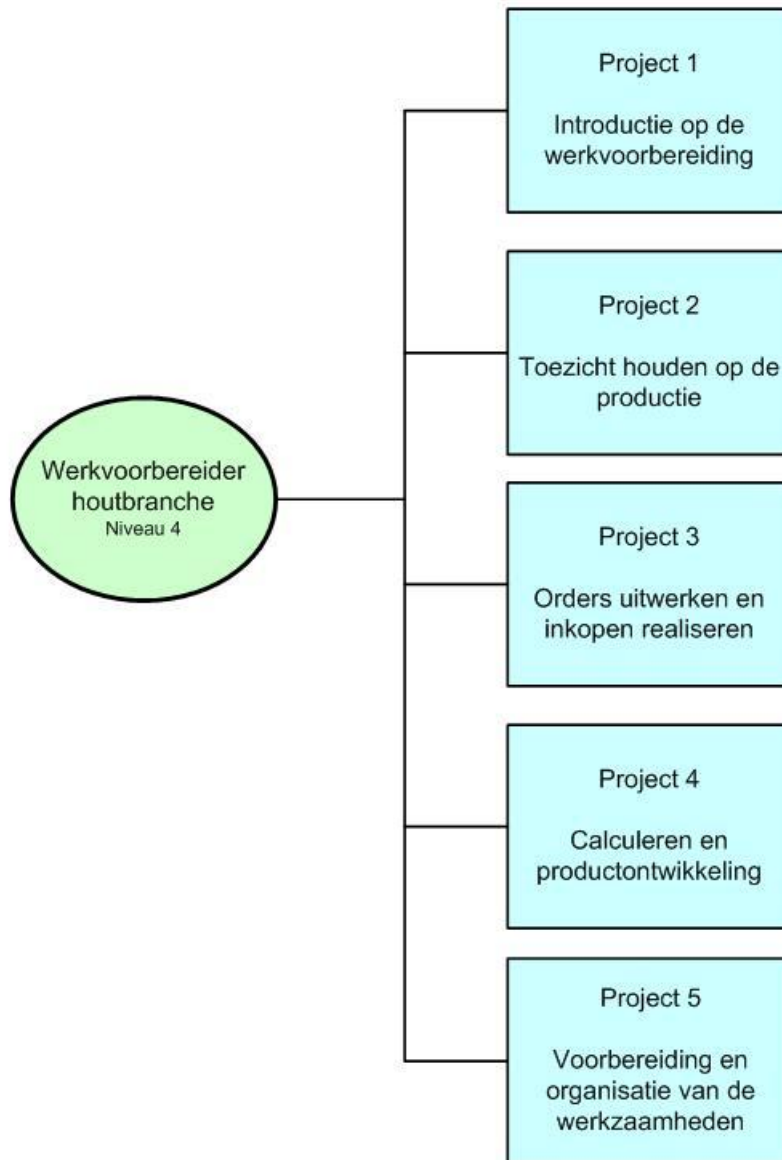 Project 1
Introductie op de
werkvoorbereiding
Project 2
Toezicht houden op de
productie
Werkvoorbereider
houtbranche
Niveau 4
Project 3
Orders uitwerken en
inkopen realiseren
Project 4
Calculeren en
productontwikkeling
Project 5
Voorbereiding en
organisatie van de
werkzaamheden